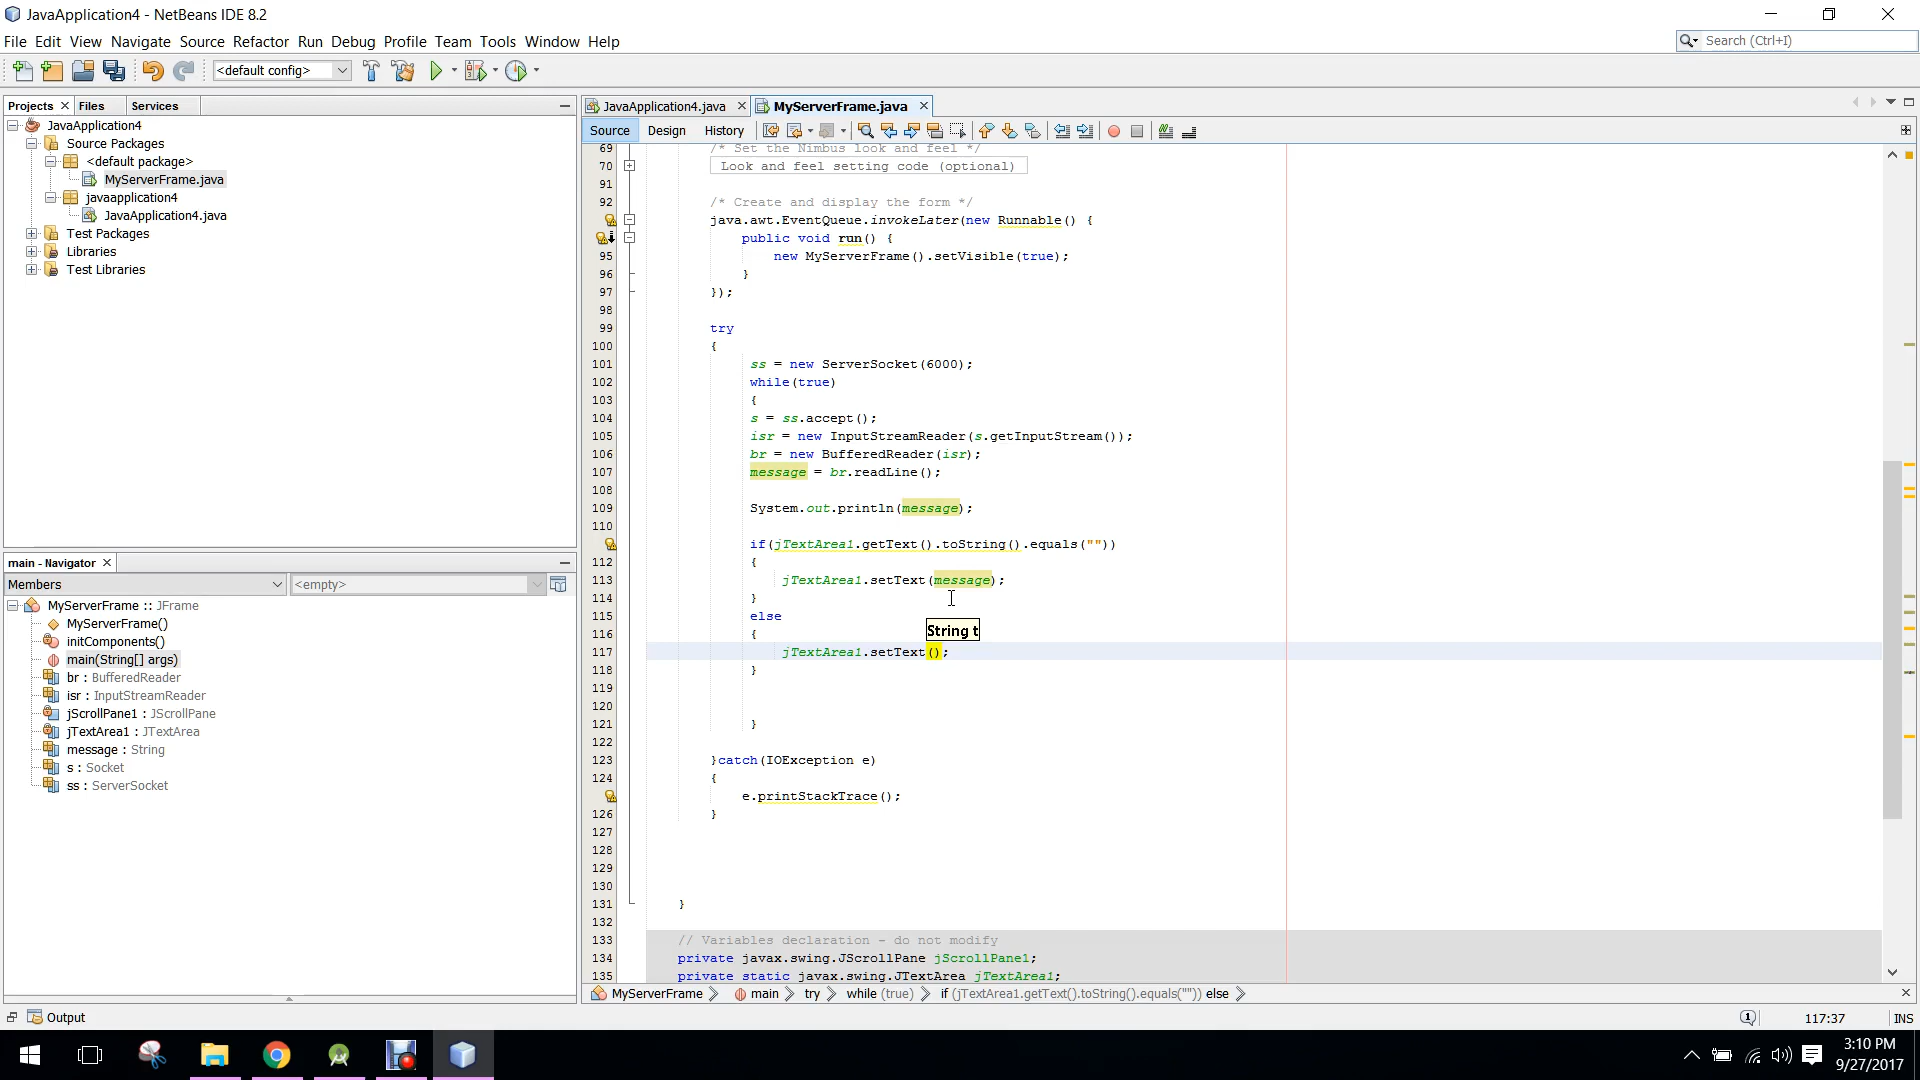 JavaApplication4 - NetBeans IDE 8.2
File Edit View Navigate Source Refactor Run Debug Profile Team Tools Window Help
Search (Ctrl+I)
<default config>
Projects
Files
Services
JavaApplication4
Source Packages
<default package>
MyServerFrame.java
javaapplication4
JavaApplication4.java
Test Packages
Libraries
Test Libraries
main - Navigator
Members
<empty>
MyServerFrame :: JFrame
MyServerFrame()
initComponents()
main(String[] args)
br : BufferedReader
isr : InputStreamReader
jScrollPane1 : JScrollPane
jTextArea1 : JTextArea
message : String
s : Socket
ss : ServerSocket
JavaApplication4.java
MyServerFrame.java
Source Design History
69 /* Set the Nimbus look and feel */
70 Look and feel setting code (optional)
91
92 /* Create and display the form */
java.awt.EventQueue.invokeLater(new Runnable() {
public void run() {
95 new MyServerFrame().setVisible(true);
96 }
97 });
98
99 try
100 {
101 ss = new ServerSocket(6000);
102 while(true)
103 {
104 s = ss.accept();
105 isr = new InputStreamReader(s.getInputStream());
106 br = new BufferedReader(isr);
107 message = br.readLine();
108
109 System.out.println(message);
110
if(jTextArea1.getText().toString().equals(""))
112 {
113 jTextArea1.setText(message);
114 }
115 else
116 {
String t
117 jTextArea1.setText();
118 }
119
120
121 }
122
123 }catch(IOException e)
124 {
e.printStackTrace();
126 }
127
128
129
130
131 }
132
133 // Variables declaration - do not modify
134 private javax.swing.JScrollPane jScrollPane1;
135 private static javax.swing.JTextArea jTextArea1;
MyServerFrame main try while (true) if (jTextArea1.getText().toString().equals("")) else
Output
1
117:37
INS
3:10 PM
9/27/2017